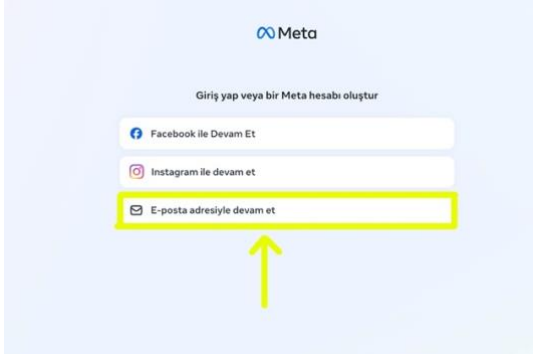 Meta
Giriş yap veya bir Meta hesabı oluştur
Facebook ile Devam Et
Instagram ile devam et
E-posta adresiyle devam et